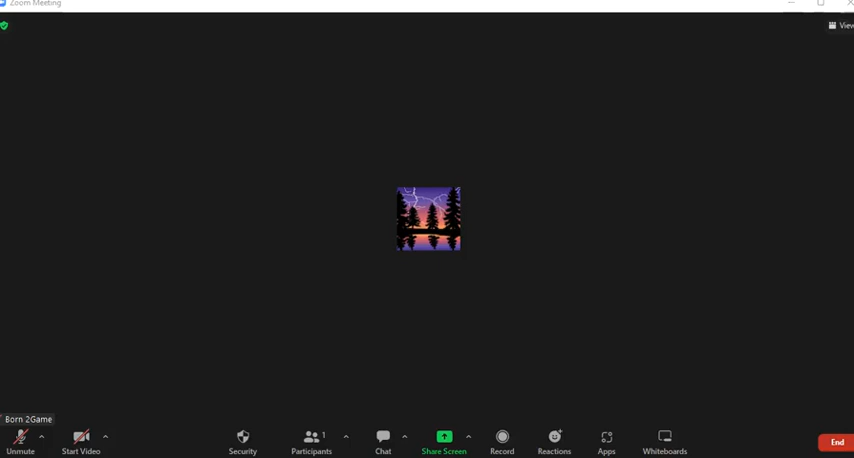 Zoom Meeting
View
Born 2Game
Unmute
Start Video
Security
1
Participants
Chat
Share Screen
Record
Reactions
Apps
Whiteboards
End